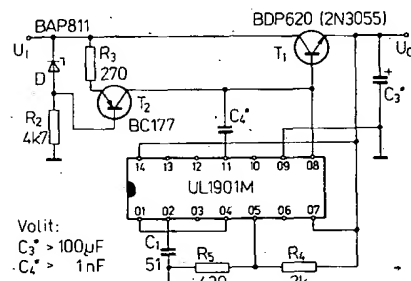 BAP811
BDP620 (2N3055)
U₁
U₀
D
R₃
270
T₂
T₁
C₃*
+
BC177
C₄*
R₂
4k7
14 13 12 11 10 09 08
UL1901M
01 02 03 04 05 06 07
Volit:
C₃* > 100µF
C₄* > 1nF
C₁
51
R₅
R₄